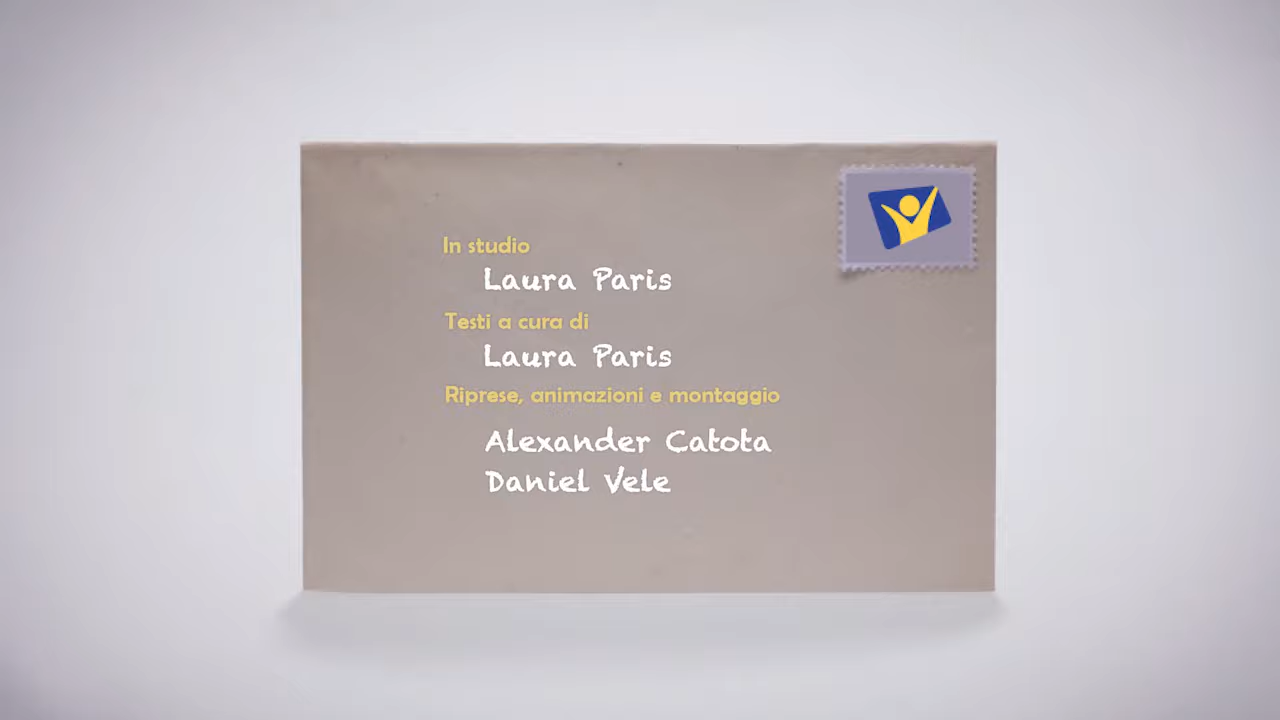 In studio
Laura Paris
Testi a cura di
Laura Paris
Riprese, animazioni e montaggio
Alexander Catota
Daniel Vele